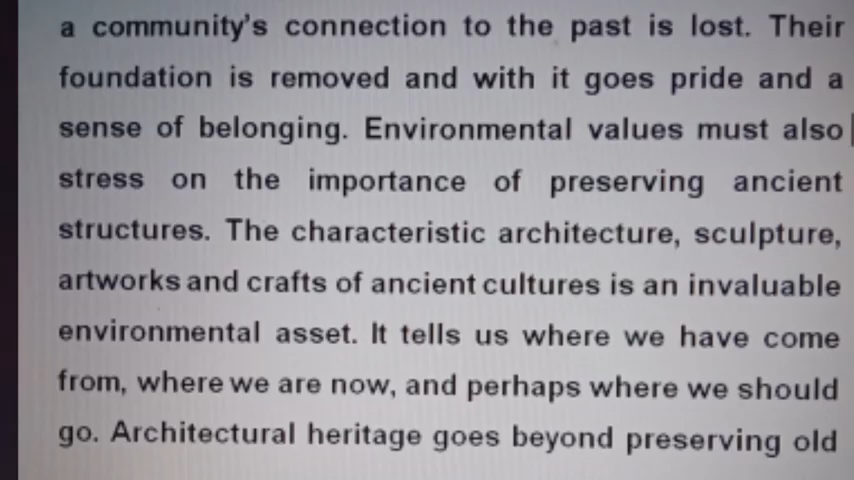 a community's connection to the past is lost. Their
foundation is removed and with it goes pride and a
sense of belonging. Environmental values must also
stress on the importance of preserving ancient
structures. The characteristic architecture, sculpture,
artworks and crafts of ancient cultures is an invaluable
environmental asset. It tells us where we have come
from, where we are now, and perhaps where we should
go. Architectural heritage goes beyond preserving old